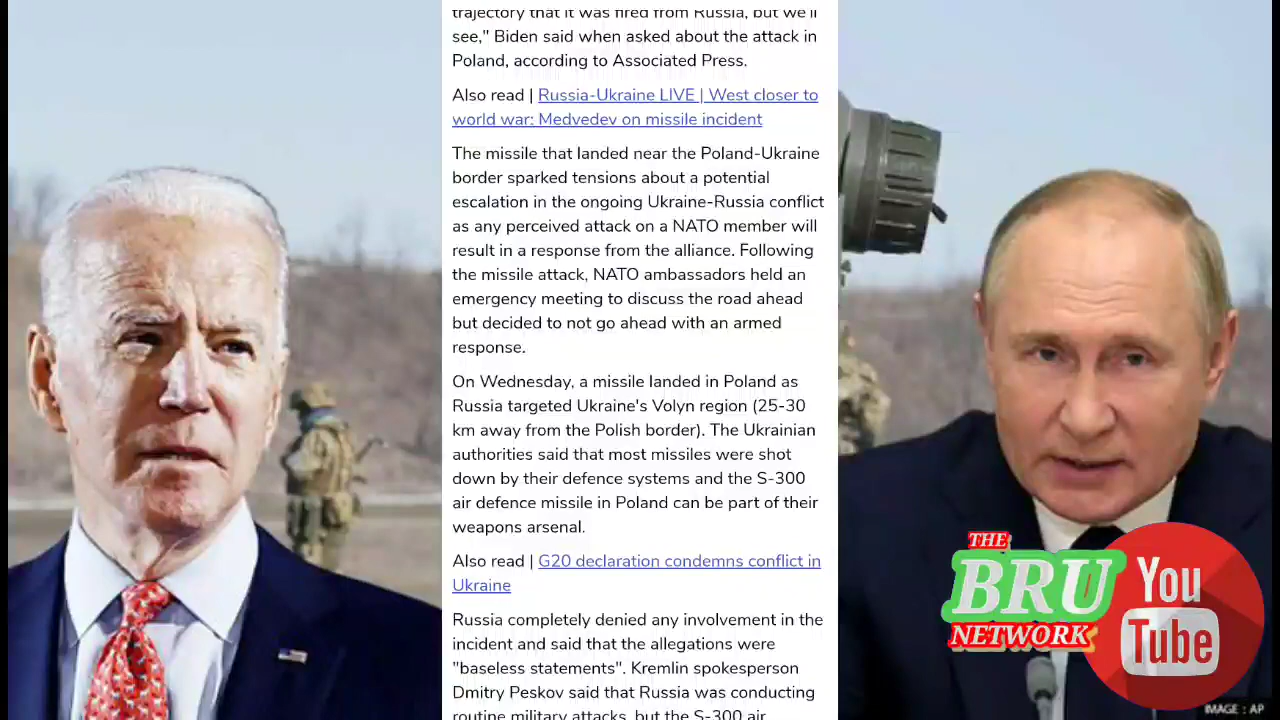 trajectory that it was fired from Russia, but we'll
see," Biden said when asked about the attack in
Poland, according to Associated Press.
Also read | Russia-Ukraine LIVE | West closer to
world war: Medvedev on missile incident
The missile that landed near the Poland-Ukraine
border sparked tensions about a potential
escalation in the ongoing Ukraine-Russia conflict
as any perceived attack on a NATO member will
result in a response from the alliance. Following
the missile attack, NATO ambassadors held an
emergency meeting to discuss the road ahead
but decided to not go ahead with an armed
response.
On Wednesday, a missile landed in Poland as
Russia targeted Ukraine's Volyn region (25-30
km away from the Polish border). The Ukrainian
authorities said that most missiles were shot
down by their defence systems and the S-300
air defence missile in Poland can be part of their
weapons arsenal.
Also read | G20 declaration condemns conflict in
Ukraine
Russia completely denied any involvement in the
incident and said that the allegations were
"baseless statements". Kremlin spokesperson
Dmitry Peskov said that Russia was conducting
routine military attacks, but the S-300 air
THE
BRU
NETWORK
You
Tube
IMAGE : AP